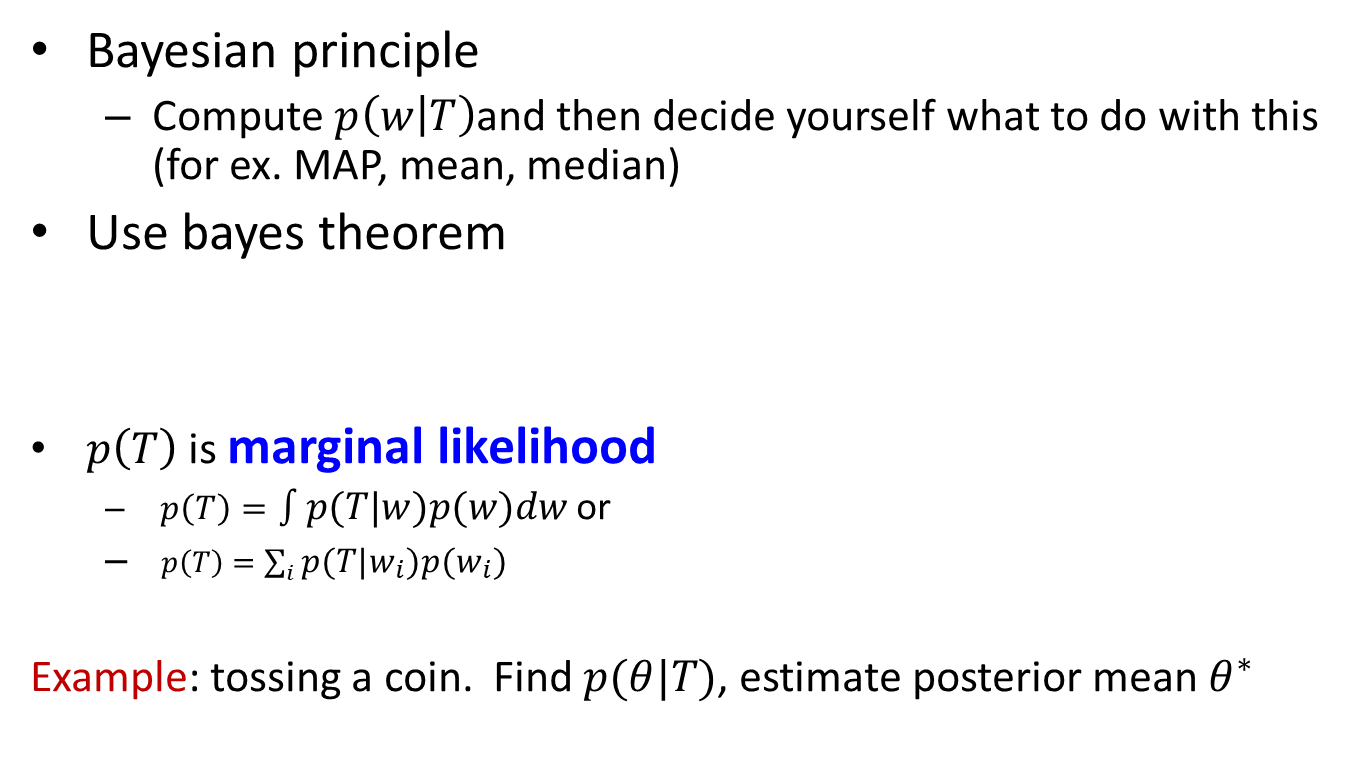 • Bayesian principle
– Compute 𝑝(𝑤|𝑇)and then decide yourself what to do with this
(for ex. MAP, mean, median)
• Use bayes theorem
• 𝑝(𝑇) is marginal likelihood
– 𝑝(𝑇) = ∫ 𝑝(𝑇|𝑤)𝑝(𝑤)𝑑𝑤 or
– 𝑝(𝑇) = ∑ᵢ 𝑝(𝑇|𝑤ᵢ)𝑝(𝑤ᵢ)
Example: tossing a coin. Find 𝑝(𝜃|𝑇), estimate posterior mean 𝜃*